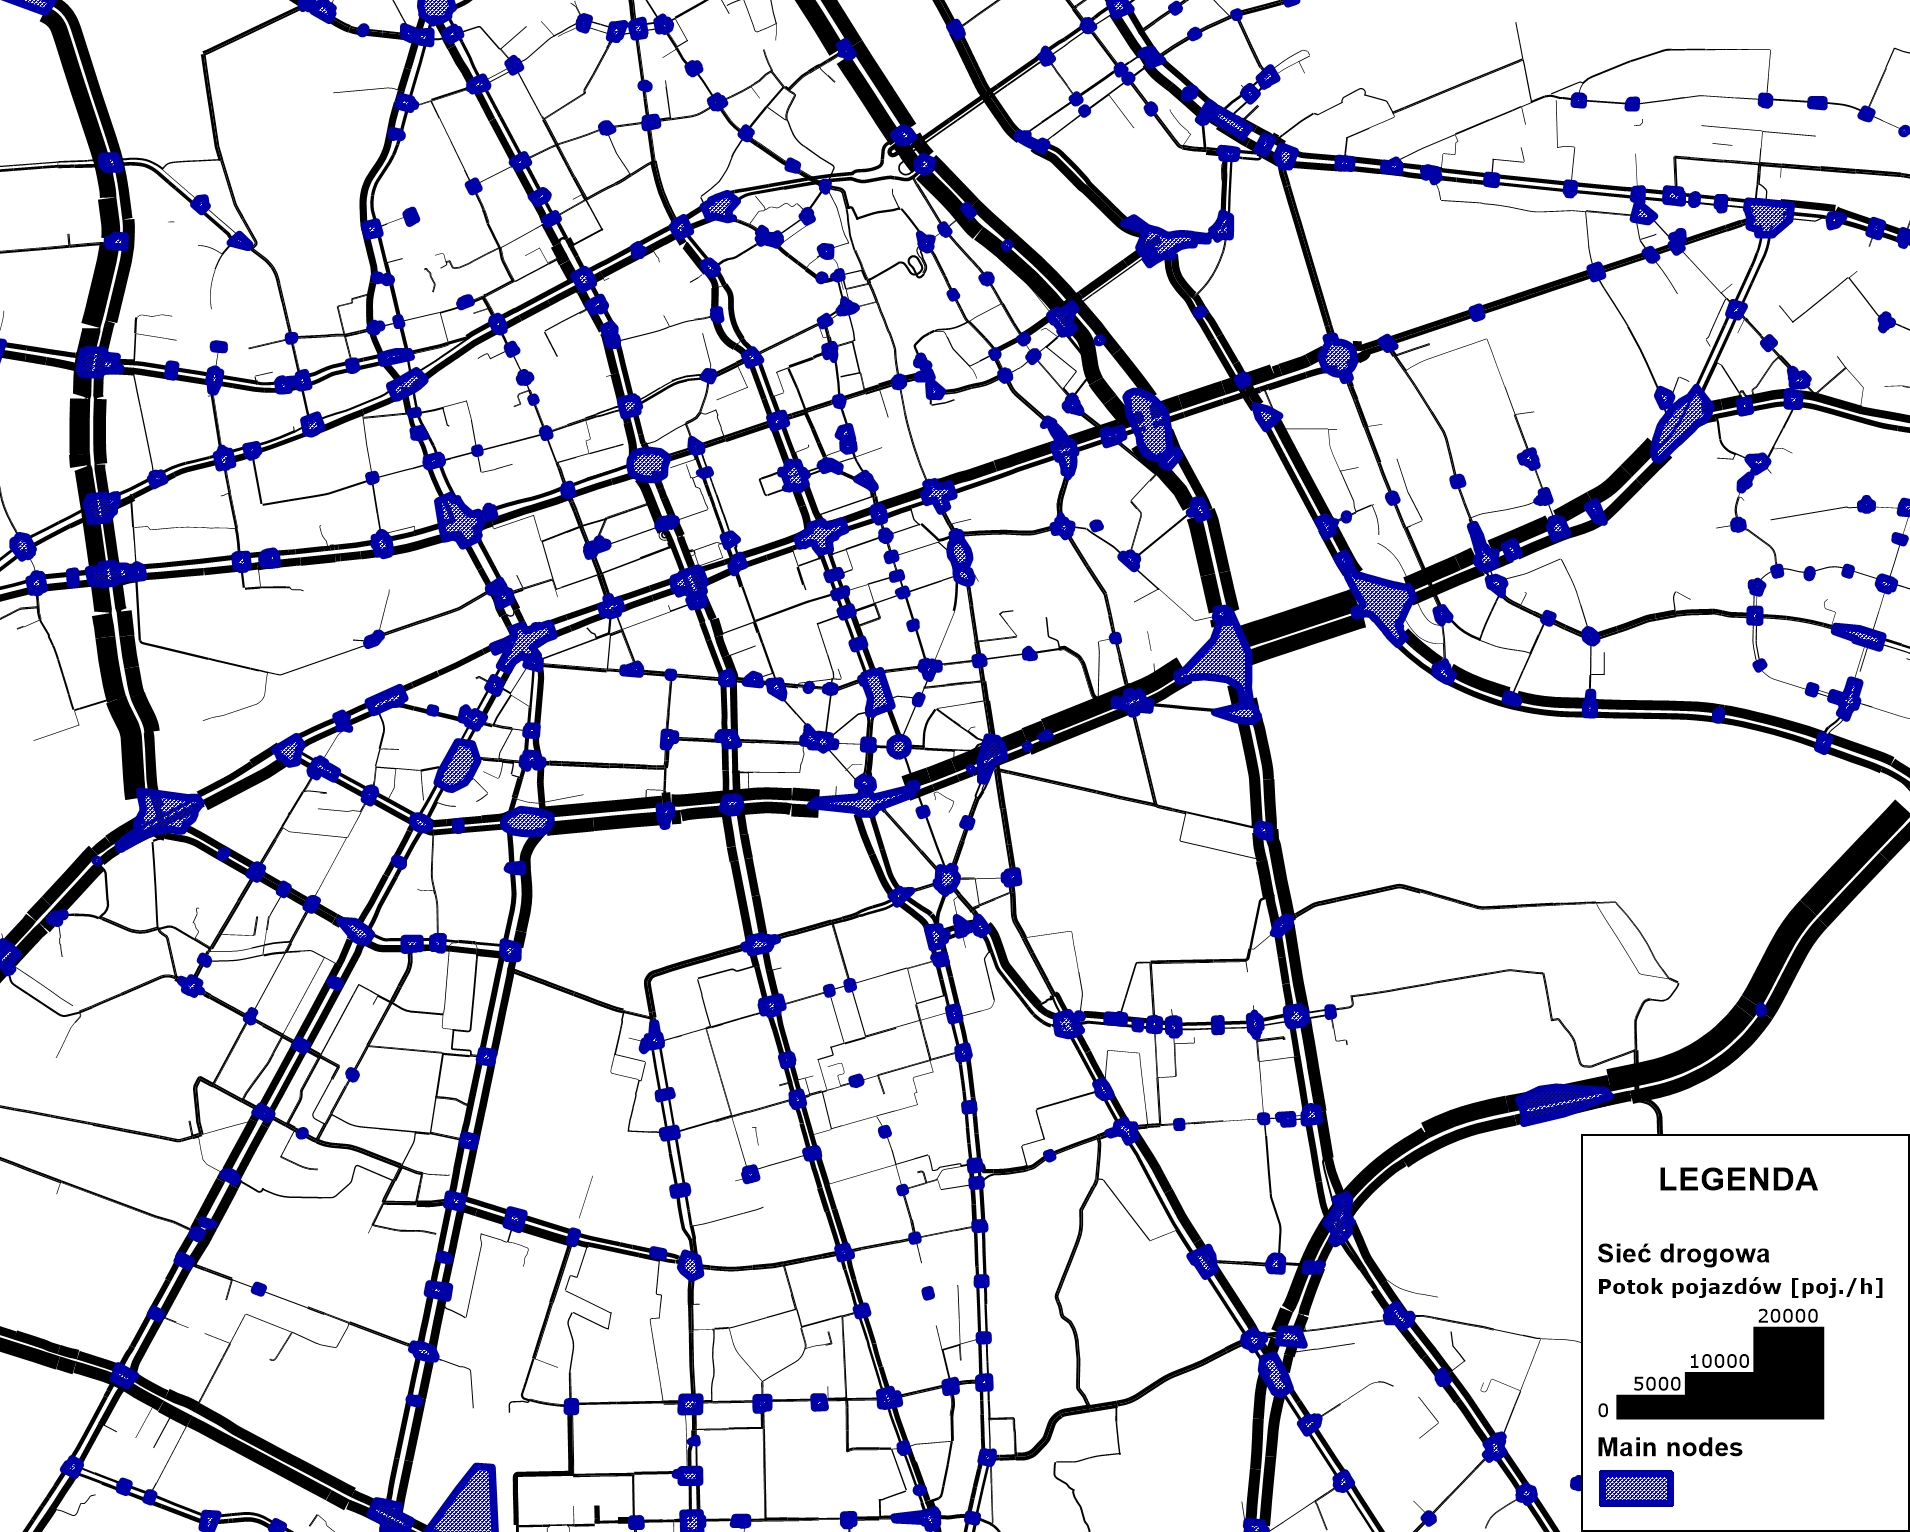 LEGENDA
Sieć drogowa
Potok pojazdów [poj./h]
20000
10000
5000
0
Main nodes